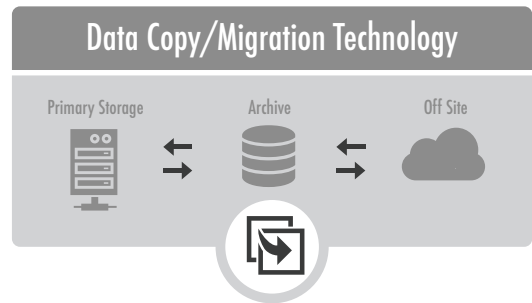 Data Copy/Migration Technology
Primary Storage
Archive
Off Site